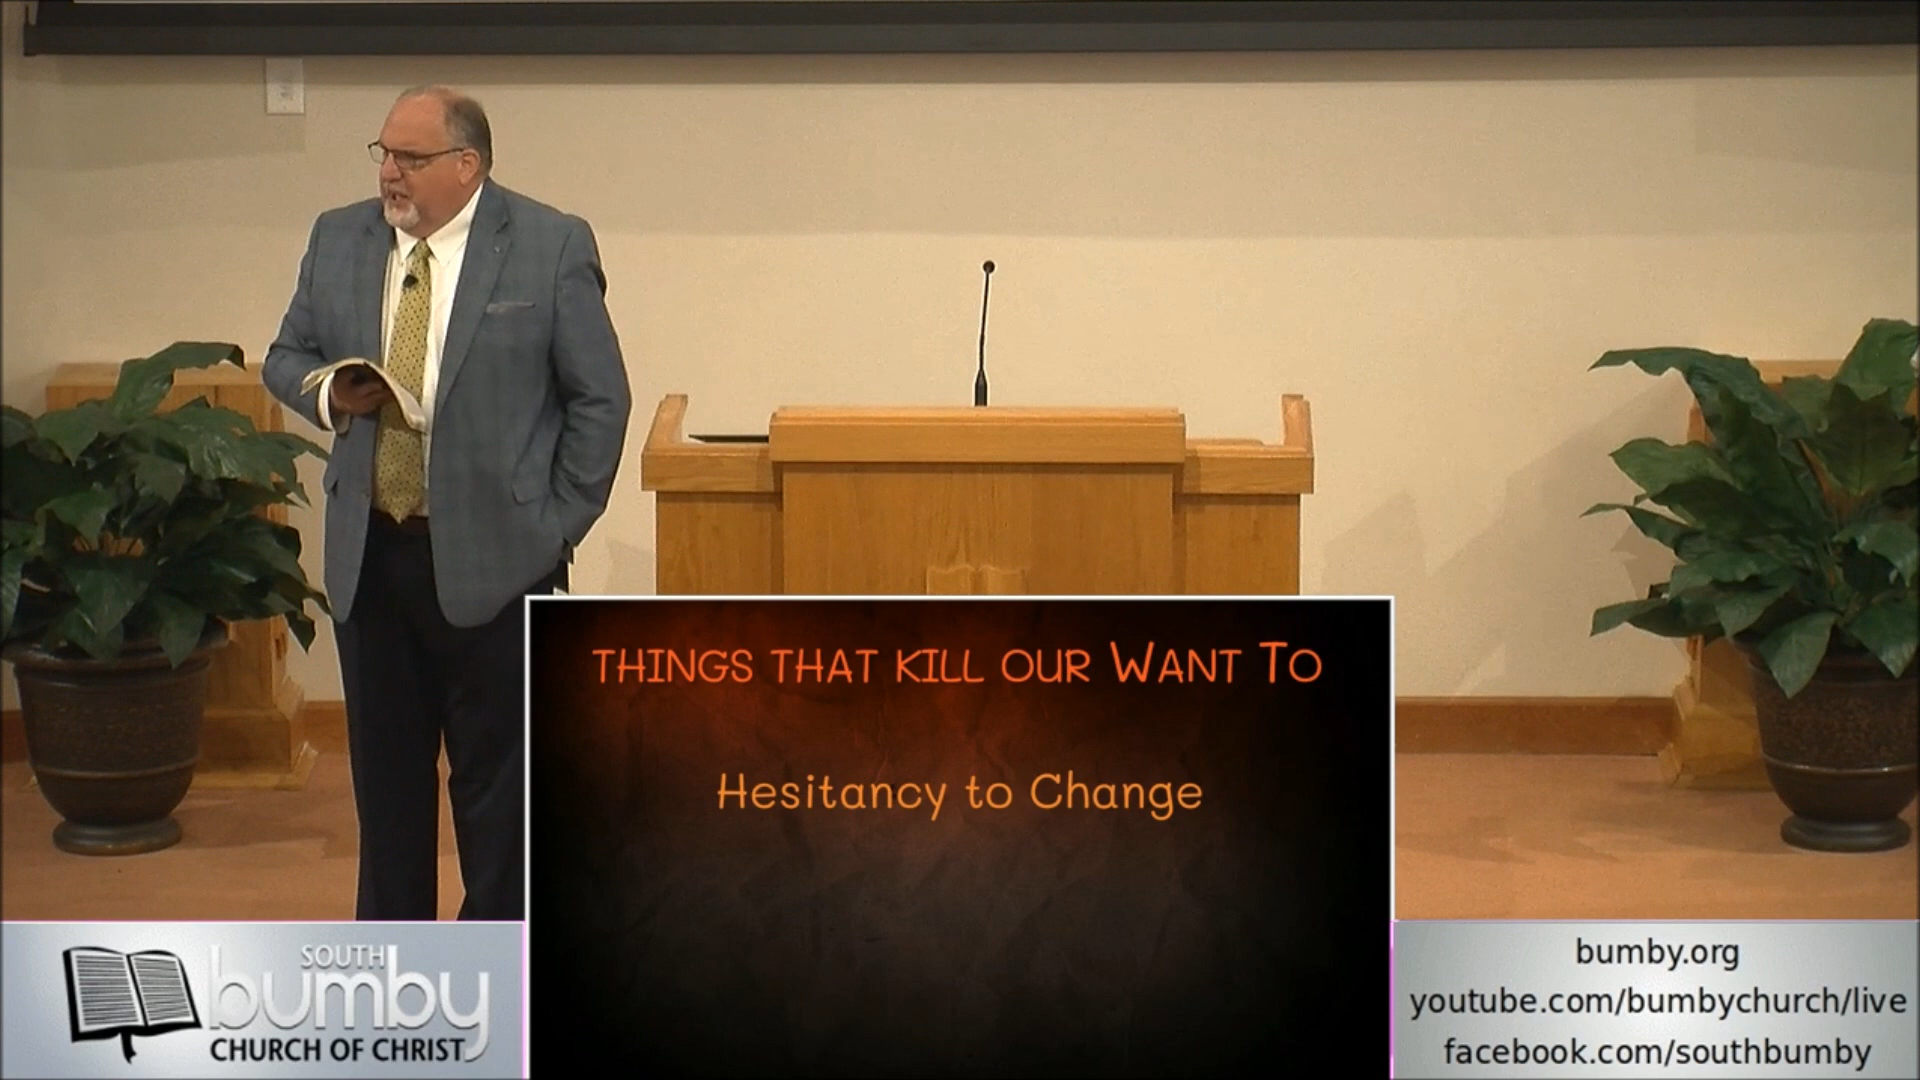 THINGS THAT KILL OUR WANT TO
Hesitancy to Change
SOUTH
bumby
CHURCH OF CHRIST
bumby.org
youtube.com/bumbychurch/live
facebook.com/southbumby